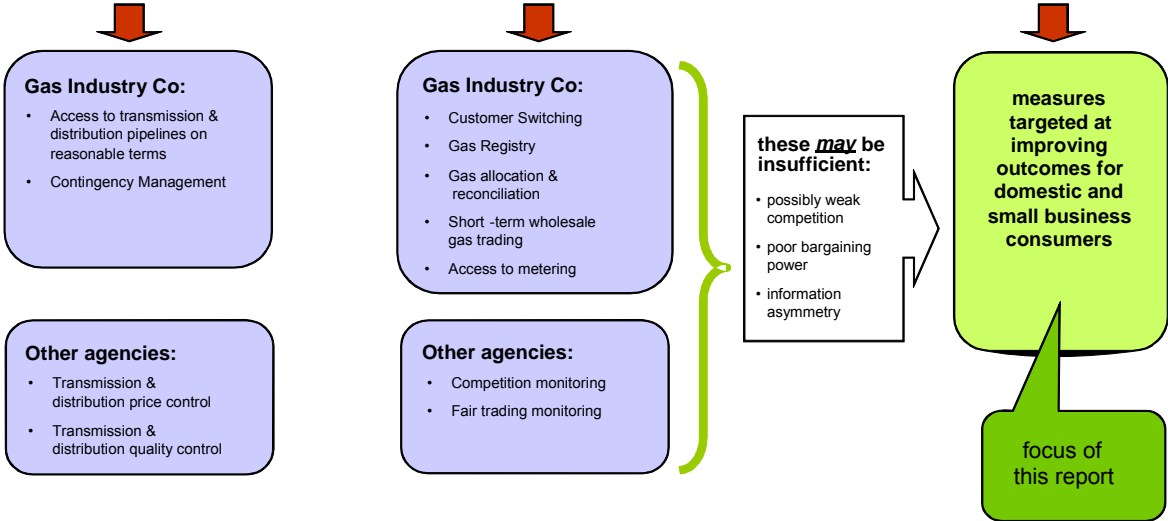 Gas Industry Co:
• Access to transmission &
distribution pipelines on
reasonable terms
• Contingency Management
Other agencies:
• Transmission &
distribution price control
• Transmission &
distribution quality control
Gas Industry Co:
• Customer Switching
• Gas Registry
• Gas allocation &
reconciliation
• Short -term wholesale
gas trading
• Access to metering
Other agencies:
• Competition monitoring
• Fair trading monitoring
these may be
insufficient:
• possibly weak
competition
• poor bargaining
power
• information
asymmetry
measures
targeted at
improving
outcomes for
domestic and
small business
consumers
focus of
this report